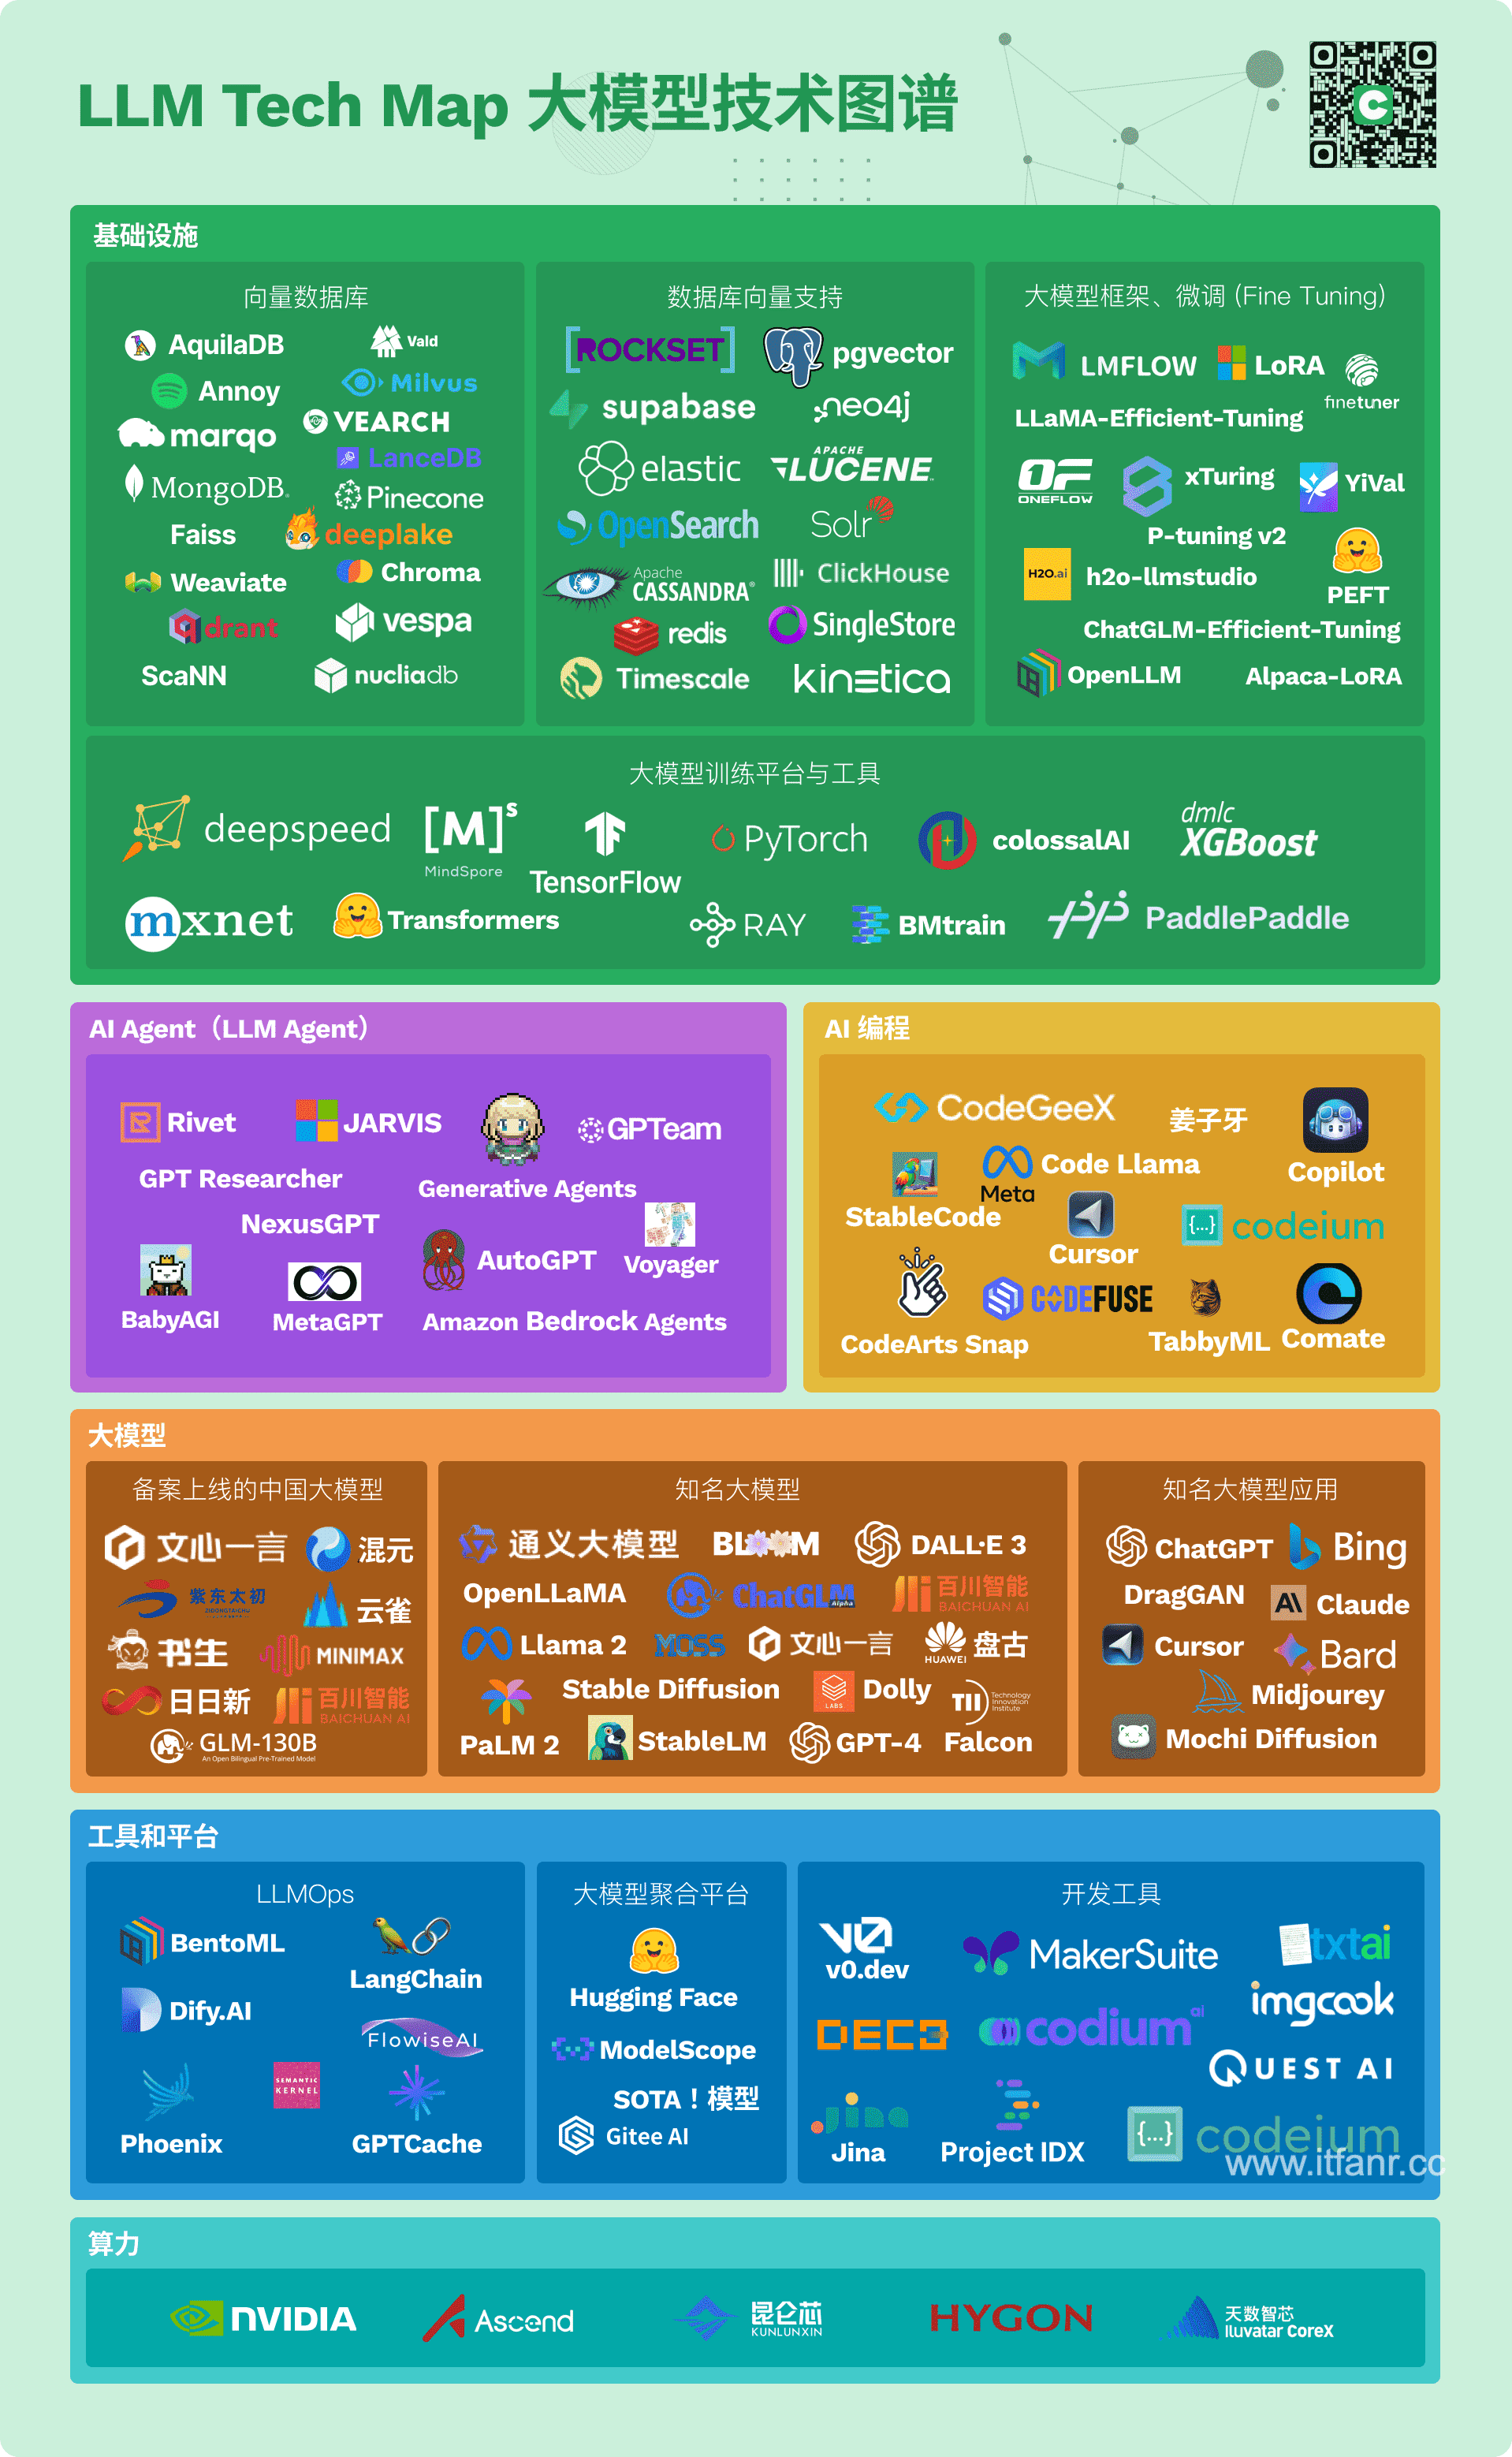 LLM Tech Map 大模型技术图谱
基础设施
向量数据库
AquilaDB
Vald
Annoy
Milvus
marqo
VEARCH
LanceDB
MongoDB
Pinecone
Faiss
deeplake
Weaviate
Chroma
qdrant
vespa
ScaNN
nucliadb
数据库向量支持
ROCKSET
pgvector
supabase
neo4j
elastic
APACHE
LUCENE
OpenSearch
Solr
Apache
CASSANDRA
ClickHouse
redis
SingleStore
Timescale
kinetica
大模型框架、微调 (Fine Tuning)
LMFLOW
LoRA
finetuner
LLaMA-Efficient-Tuning
OF
ONEFLOW
xTuring
YiVal
P-tuning v2
H2O.ai
h2o-llmstudio
PEFT
ChatGLM-Efficient-Tuning
OpenLLM
Alpaca-LoRA
大模型训练平台与工具
deepspeed
[M]s
MindSpore
TensorFlow
PyTorch
colossalAI
dmlc
XGBoost
mxnet
Transformers
RAY
BMtrain
PaddlePaddle
AI Agent（LLM Agent）
Rivet
JARVIS
GPTeam
GPT Researcher
Generative Agents
NexusGPT
AutoGPT
Voyager
BabyAGI
MetaGPT
Amazon Bedrock Agents
AI 编程
CodeGeeX
姜子牙
Copilot
StableCode
Meta
Code Llama
Cursor
{...} codeium
CodeArts Snap
CODEFUSE
TabbyML
Comate
大模型
备案上线的中国大模型
文心一言
混元
紫东太初
ZIDONGTAICHU
云雀
书生
MINIMAX
日日新
百川智能
BAICHUAN AI
GLM-130B
An Open Bilingual Pre-Trained Model
知名大模型
通义大模型
BLOOM
DALL·E 3
OpenLLaMA
ChatGLM
Alpha
百川智能
BAICHUAN AI
Llama 2
MOSS
文心一言
HUAWEI
盘古
PaLM 2
Stable Diffusion
LABS
Dolly
TII
Technology
Innovation
Institute
StableLM
GPT-4
Falcon
知名大模型应用
ChatGPT
Bing
DragGAN
AI Claude
Cursor
Bard
Midjourey
Mochi Diffusion
工具和平台
LLMOps
BentoML
LangChain
Dify.AI
FlowiseAI
Phoenix
SEMANTIC
KERNEL
GPTCache
大模型聚合平台
Hugging Face
ModelScope
SOTA！模型
Gitee AI
开发工具
v0
v0.dev
MakerSuite
txtai
imgcook
codium ai
QUEST AI
Jina
Jina
Project IDX
{...} codeium
www.itfanr.cc
算力
NVIDIA
Ascend
昆仑芯
KUNLUNXIN
HYGON
天数智芯
Iluvatar CoreX